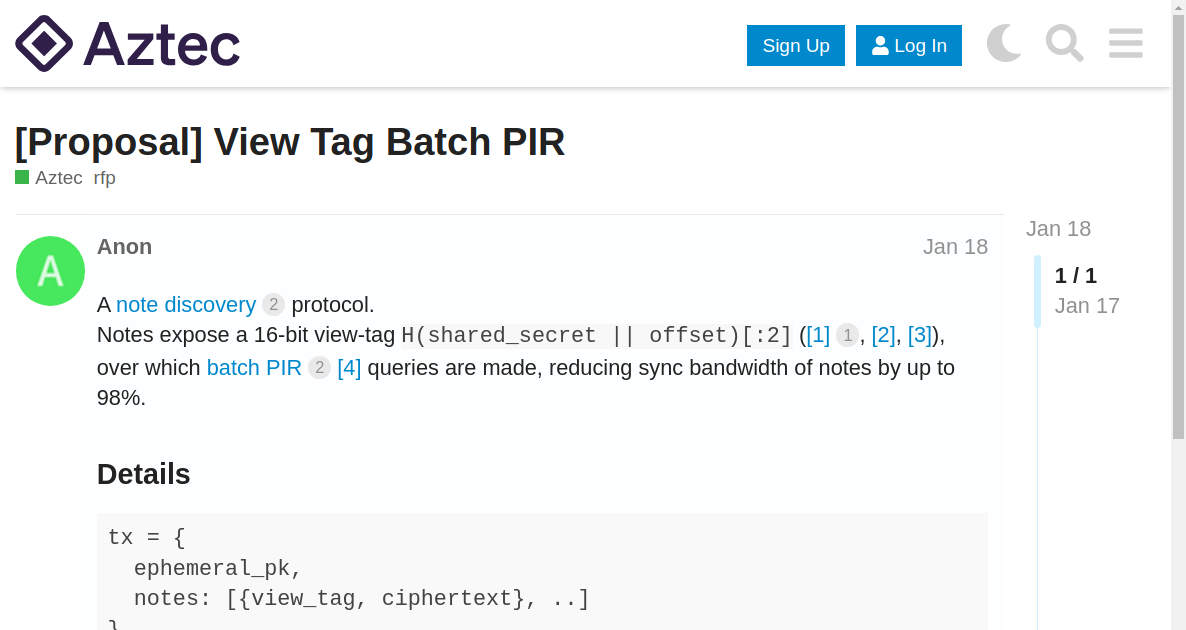 Aztec
Sign Up
Log In
[Proposal] View Tag Batch PIR
Aztec rfp
A
Anon
Jan 18
A note discovery 2 protocol.
Notes expose a 16-bit view-tag H(shared_secret || offset)[:2] ([1] 1, [2], [3]),
over which batch PIR 2 [4] queries are made, reducing sync bandwidth of notes by up to
98%.
Details
tx = {
ephemeral_pk,
notes: [{view_tag, ciphertext}, ..]
}
Jan 18
1 / 1
Jan 17